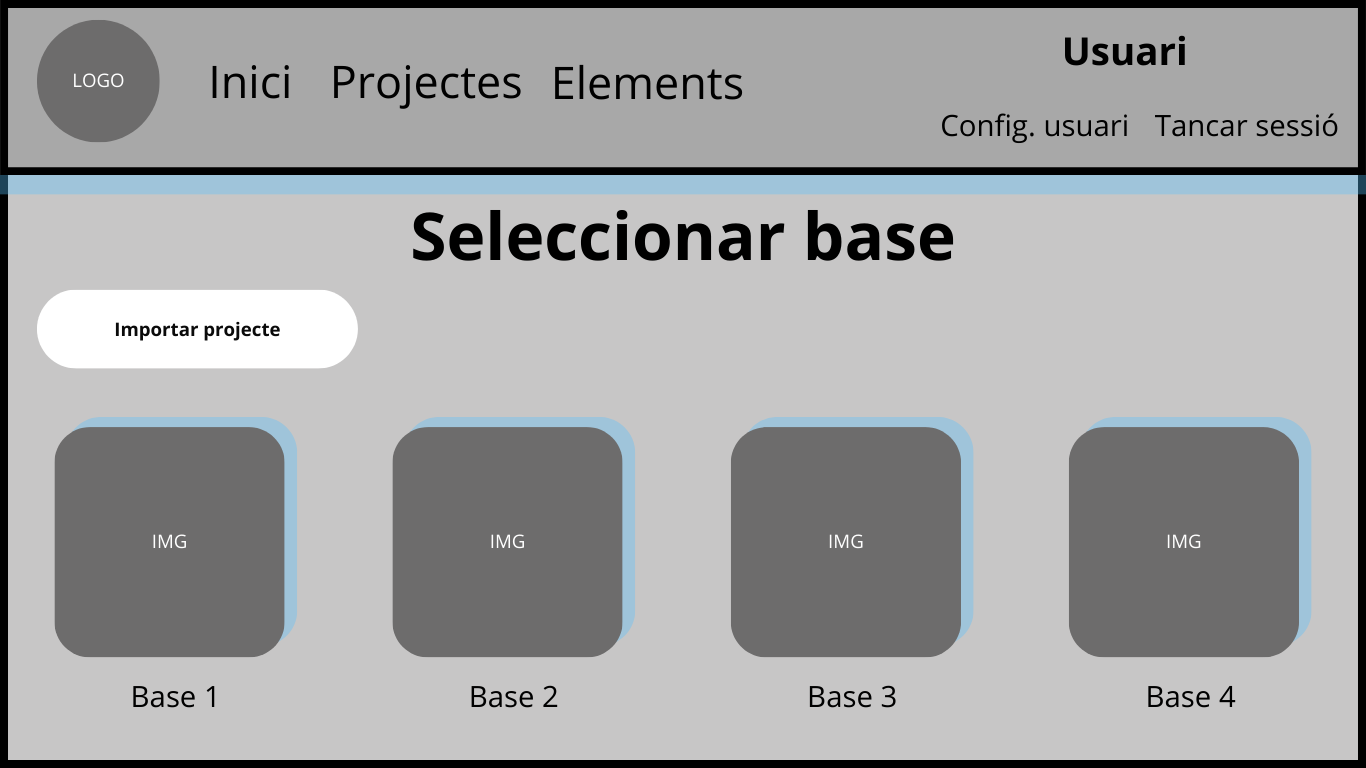 LOGO
Inici
Projectes
Elements
Usuari
Config. usuari
Tancar sessió
Seleccionar base
Importar projecte
IMG
IMG
IMG
IMG
Base 1
Base 2
Base 3
Base 4